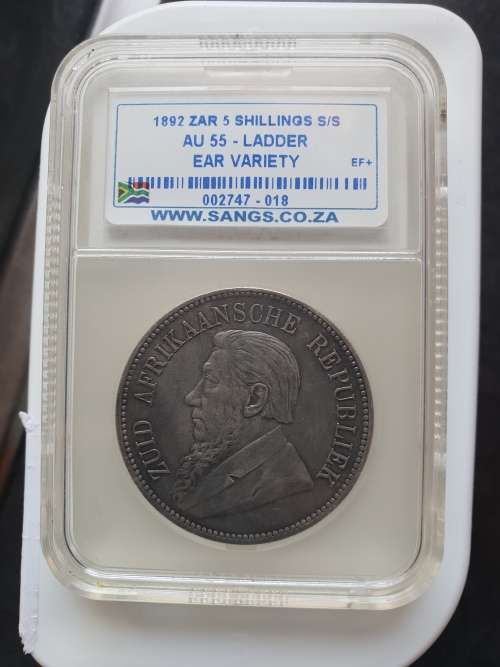 1892 ZAR 5 SHILLINGS S/S
AU 55 - LADDER
EAR VARIETY
EF+
002747 - 018
WWW.SANGS.CO.ZA
ZUID AFRIKAANSCHE REPUBLIEK